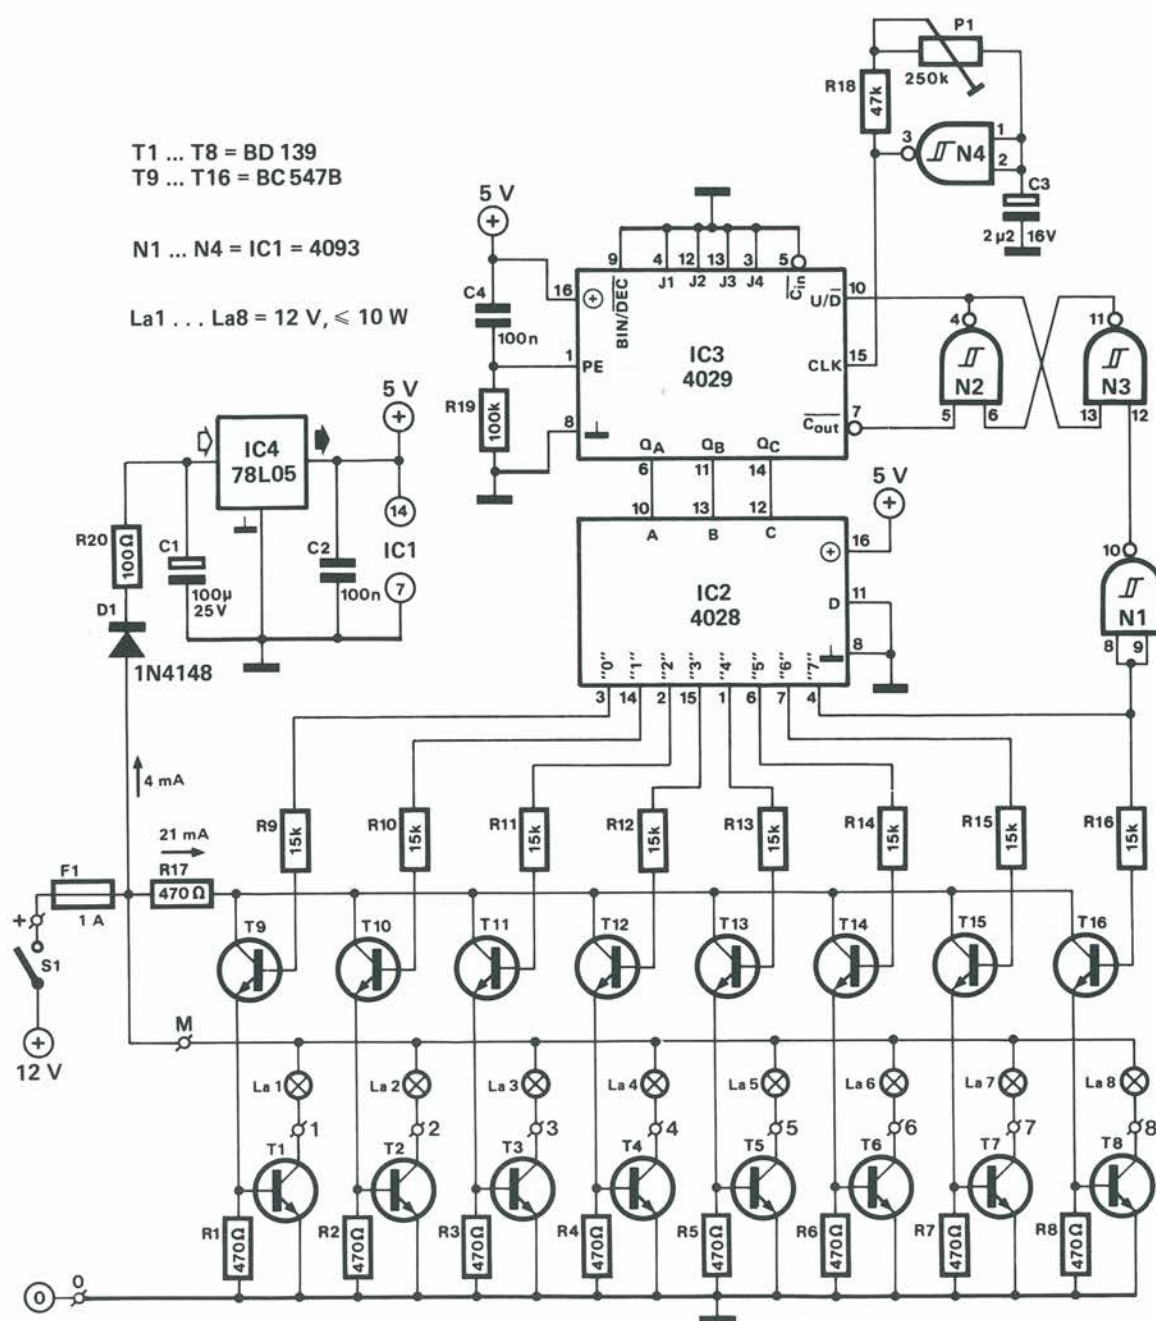 T1 ... T8 = BD 139
T9 ... T16 = BC 547B
N1 ... N4 = IC1 = 4093
La1 . . . La8 = 12 V, ≤ 10 W
P1
250k
R18
47k
3
N4
1
2
C3
2µ2 16V
5 V
+
C4
100n
R19
100k
16
1
8
9
4
12
13
3
5
+
BIN/DEC
J1
J2
J3
J4
Cin
PE
IC3
4029
U/D
10
CLK
15
Cout
7
QA
QB
QC
6
11
14
4
N2
5
6
11
N3
13
12
5 V
+
IC4
78L05
14
IC1
7
R20
100Ω
C1
100µ
25V
C2
100n
D1
1N4148
10
13
12
A
B
C
IC2
4028
+
16
5 V
+
D
11
8
"0"
"1"
"2"
"3"
"4"
"5"
"6"
"7"
3
14
2
15
1
6
7
4
10
N1
8
9
4 mA
21 mA
R17
470 Ω
F1
1 A
+
S1
+
12 V
R9
15k
R10
15k
R11
15k
R12
15k
R13
15k
R14
15k
R15
15k
R16
15k
T9
T10
T11
T12
T13
T14
T15
T16
M
La 1
La 2
La 3
La 4
La 5
La 6
La 7
La 8
1
2
3
4
5
6
7
8
T1
T2
T3
T4
T5
T6
T7
T8
R1
470Ω
R2
470Ω
R3
470Ω
R4
470Ω
R5
470Ω
R6
470Ω
R7
470Ω
R8
470Ω
0
0